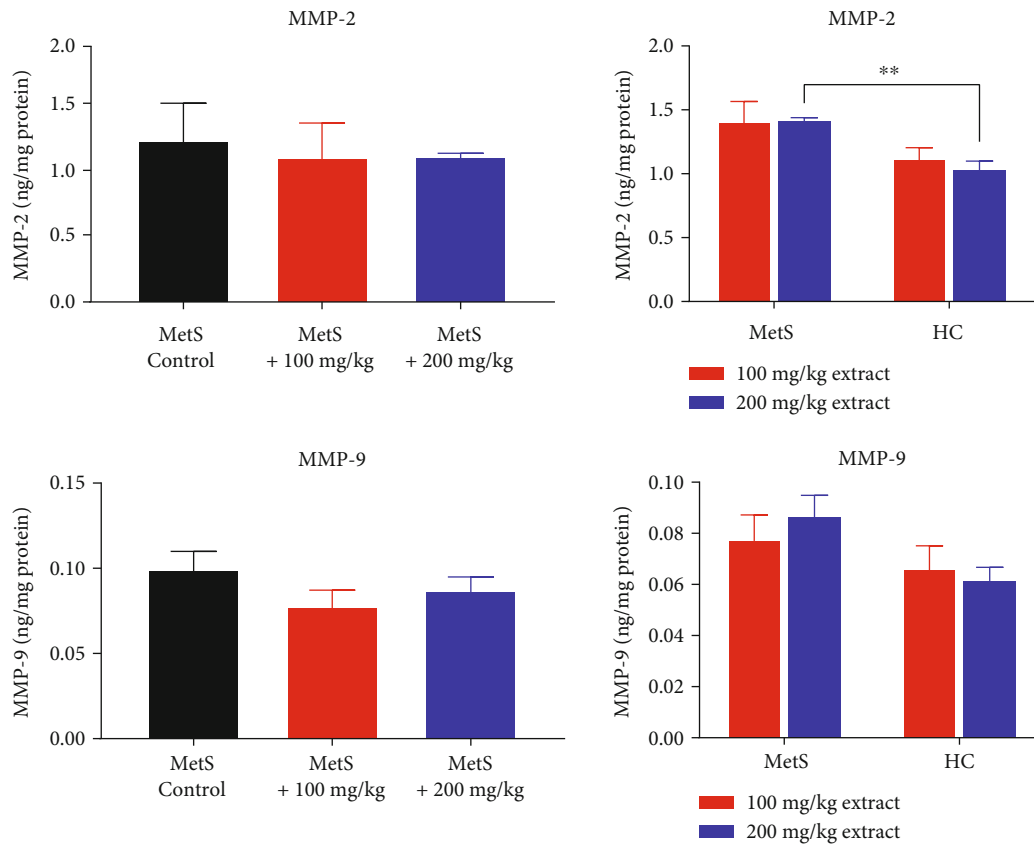 MMP-2
MMP-2 (ng/mg protein)
2.0
1.5
1.0
0.5
0.0
MetS
Control
MetS
+ 100 mg/kg
MetS
+ 200 mg/kg
MMP-2
MMP-2 (ng/mg protein)
2.0
1.5
1.0
0.5
0.0
**
MetS
HC
100 mg/kg extract
200 mg/kg extract
MMP-9
MMP-9 (ng/mg protein)
0.15
0.10
0.05
0.00
MetS
Control
MetS
+ 100 mg/kg
MetS
+ 200 mg/kg
MMP-9
MMP-9 (ng/mg protein)
0.10
0.08
0.06
0.04
0.02
0.00
MetS
HC
100 mg/kg extract
200 mg/kg extract